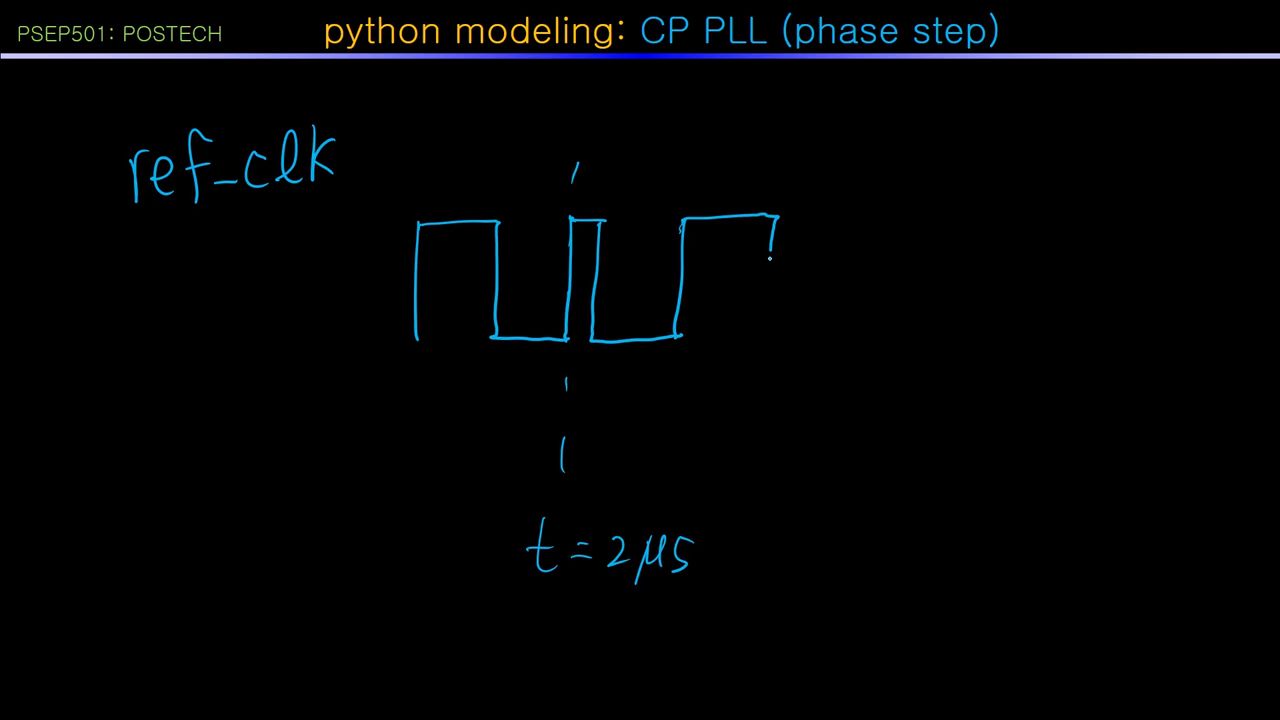 PSEP501: POSTECH
python modeling: CP PLL (phase step)
ref_clk
t = 2μs